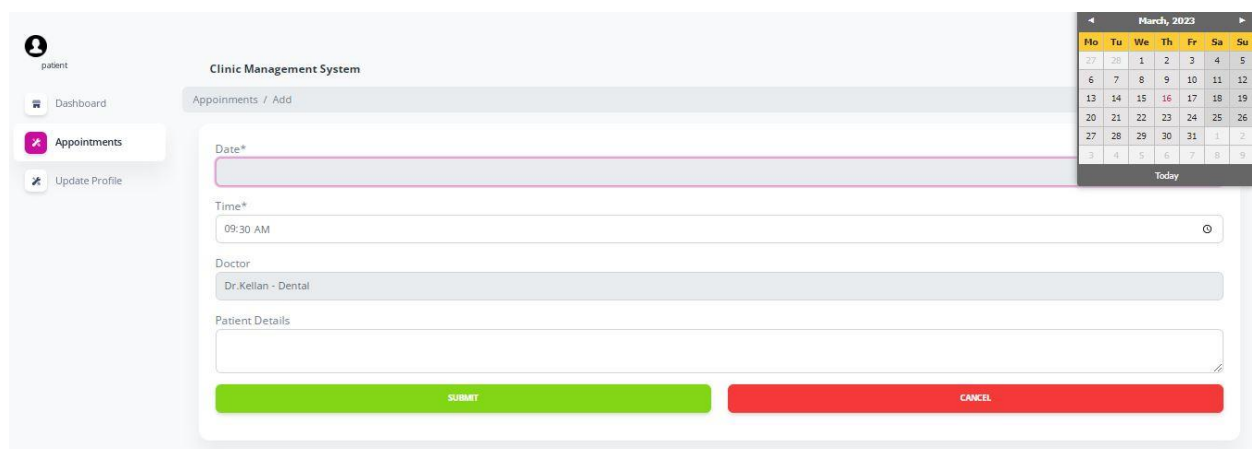 patient
Dashboard
Appointments
Update Profile
Clinic Management System
Appoinments / Add
Date*
Time*
09:30 AM
Doctor
Dr.Kellan - Dental
Patient Details
SUBMIT
CANCEL
March, 2023
Mo Tu We Th Fr Sa Su
27 28 1 2 3 4 5
6 7 8 9 10 11 12
13 14 15 16 17 18 19
20 21 22 23 24 25 26
27 28 29 30 31 1 2
3 4 5 6 7 8 9
Today